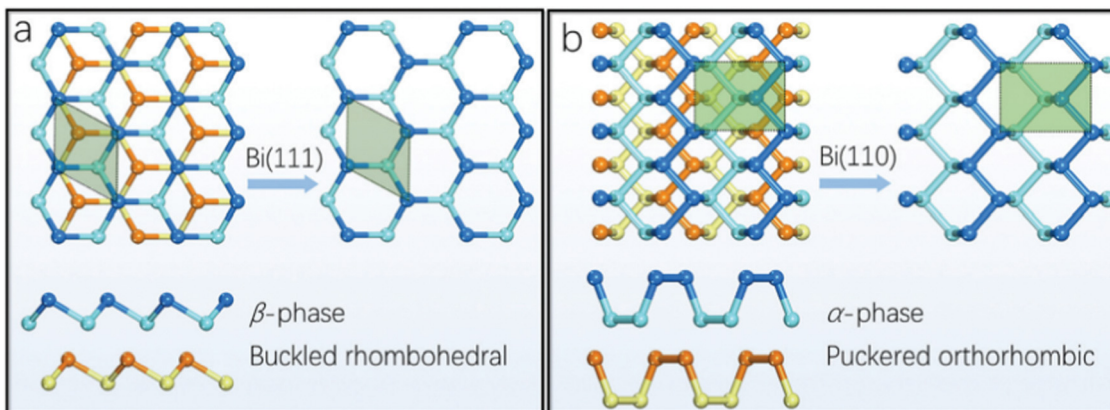 a
Bi(111)
β-phase
Buckled rhombohedral
b
Bi(110)
α-phase
Puckered orthorhombic